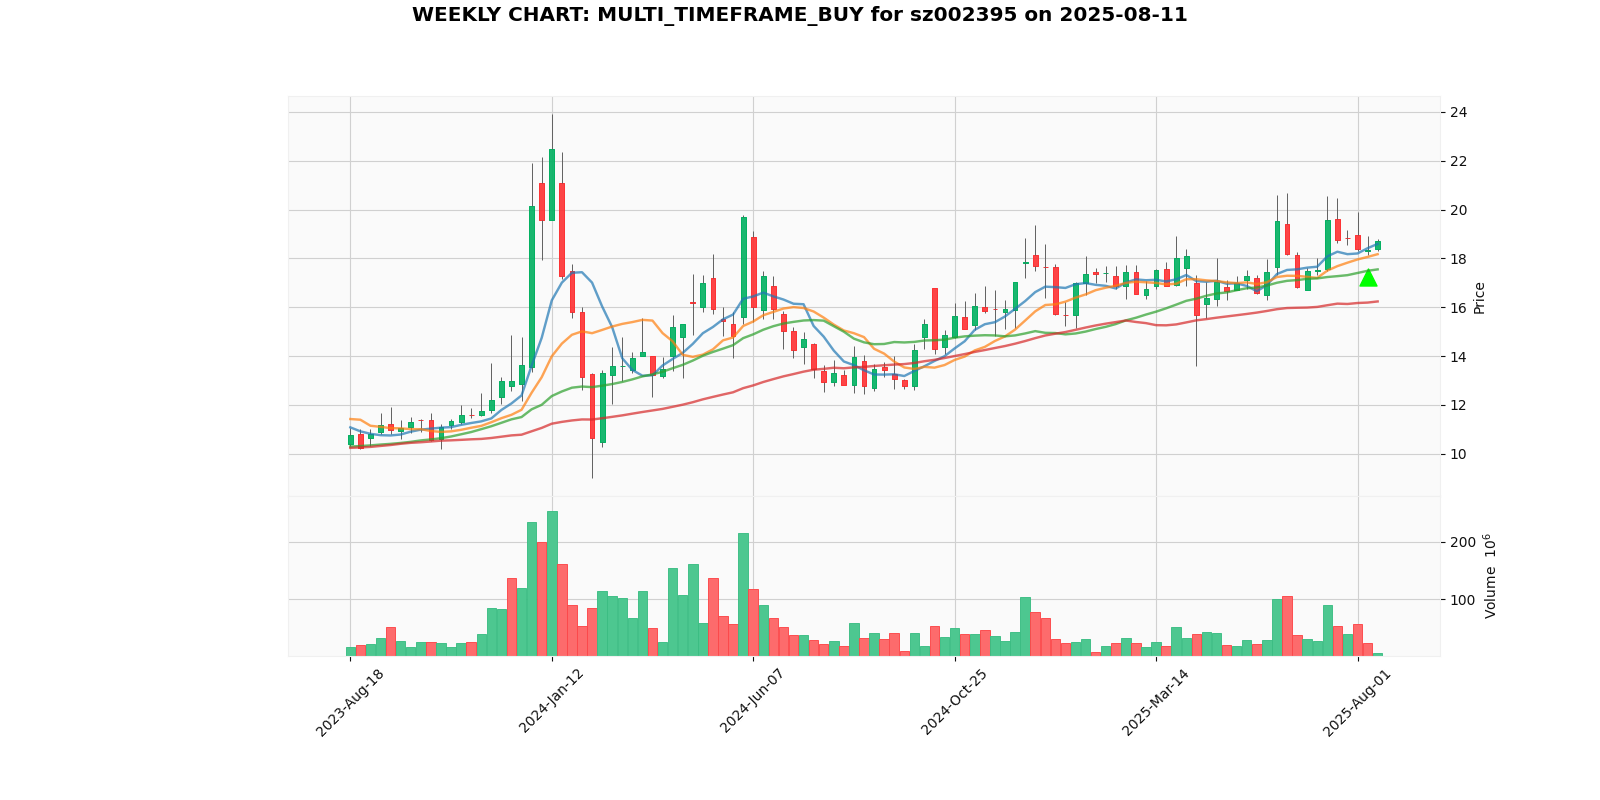 WEEKLY CHART: MULTI_TIMEFRAME_BUY for sz002395 on 2025-08-11
24
22
20
18
16
14
12
10
Price
200
100
Volume 10⁶
2023-Aug-18
2024-Jan-12
2024-Jun-07
2024-Oct-25
2025-Mar-14
2025-Aug-01